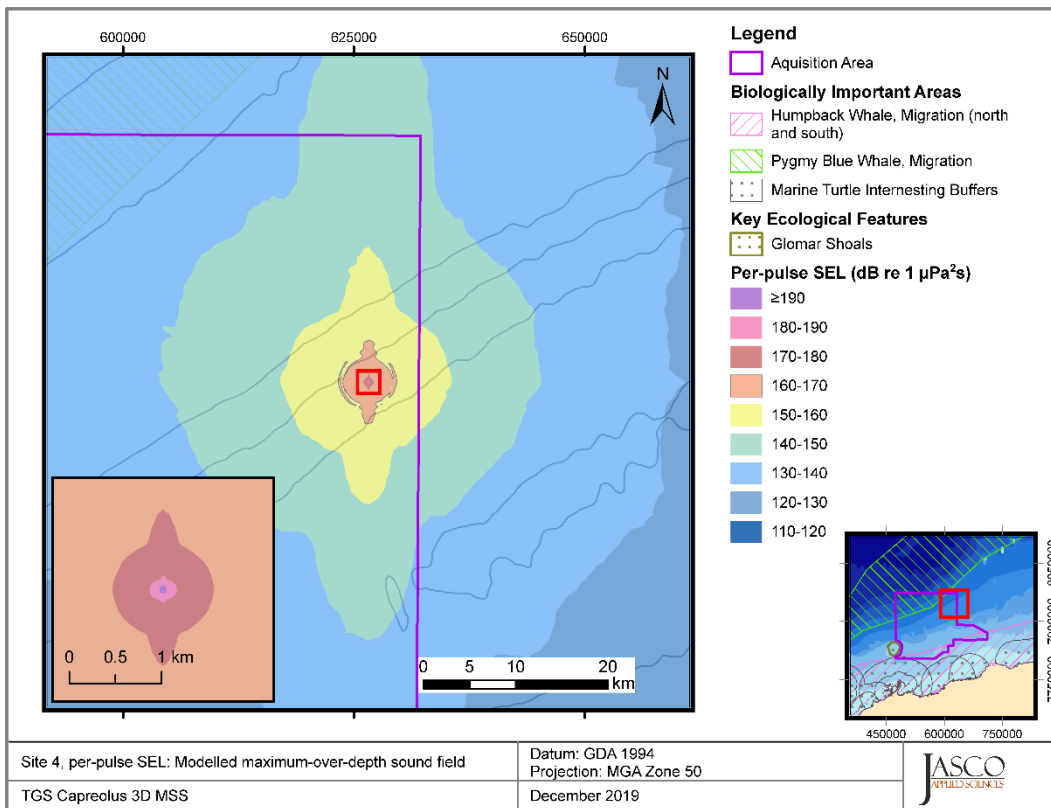 600000
625000
650000
N
0 0.5 1 km
0 5 10 20
km
Legend
Aquisition Area
Biologically Important Areas
Humpback Whale, Migration (north
and south)
Pygmy Blue Whale, Migration
Marine Turtle Internesting Buffers
Key Ecological Features
Glomar Shoals
Per-pulse SEL (dB re 1 µPa²s)
≥190
180-190
170-180
160-170
150-160
140-150
130-140
120-130
110-120
450000 600000 750000
Site 4, per-pulse SEL: Modelled maximum-over-depth sound field
Datum: GDA 1994
Projection: MGA Zone 50
TGS Capreolus 3D MSS
December 2019
JASCO
APPLIED SCIENCES